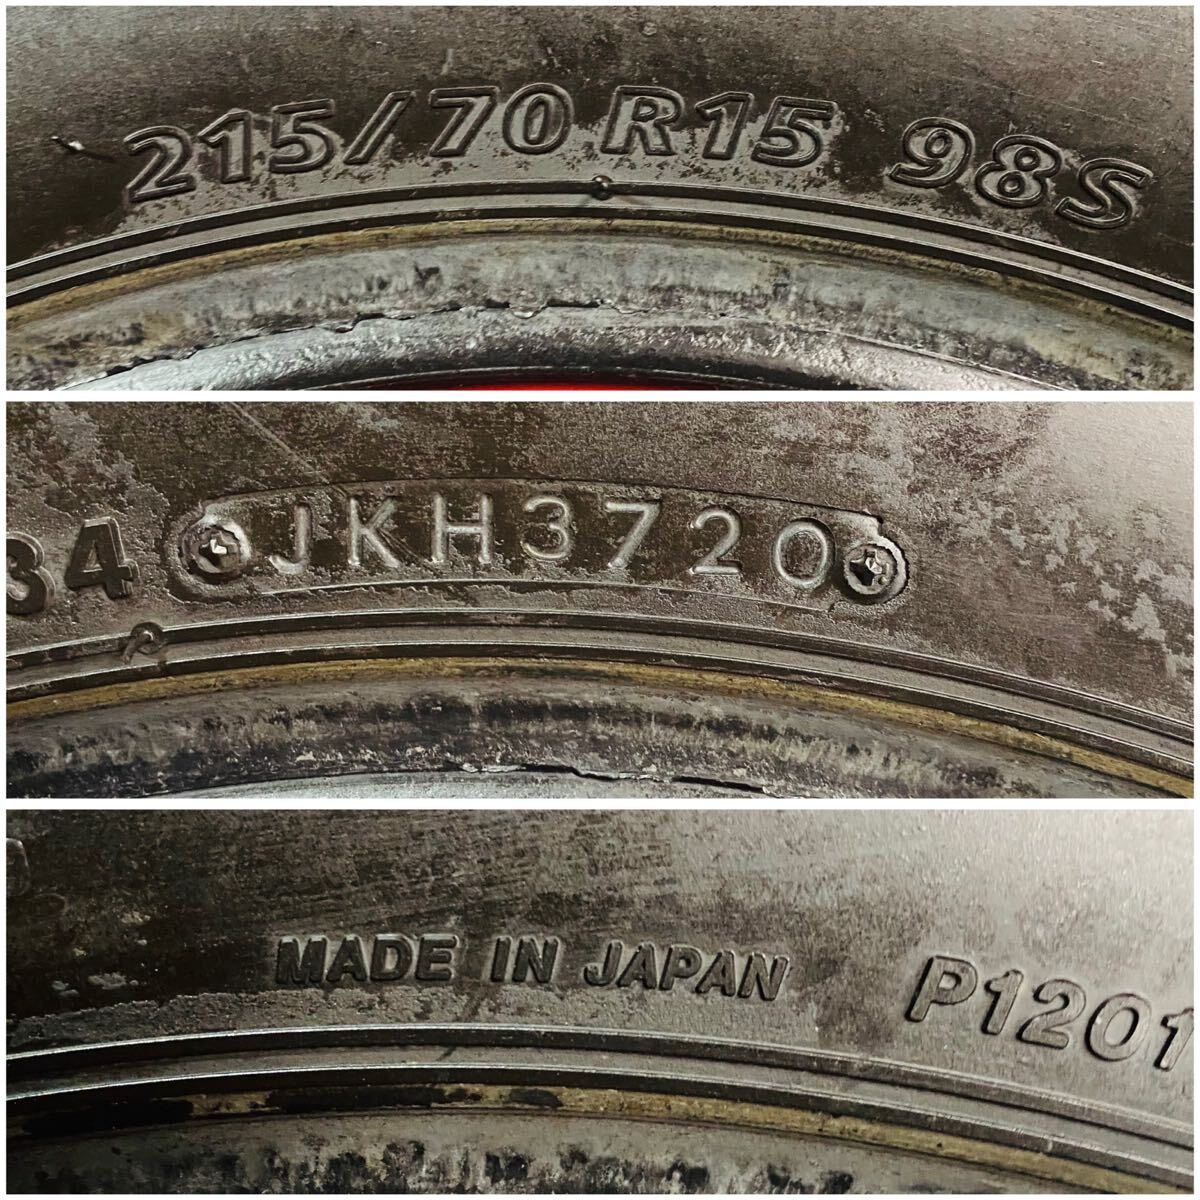 215/70 R15 98S
34 JKH3720
MADE IN JAPAN P1201